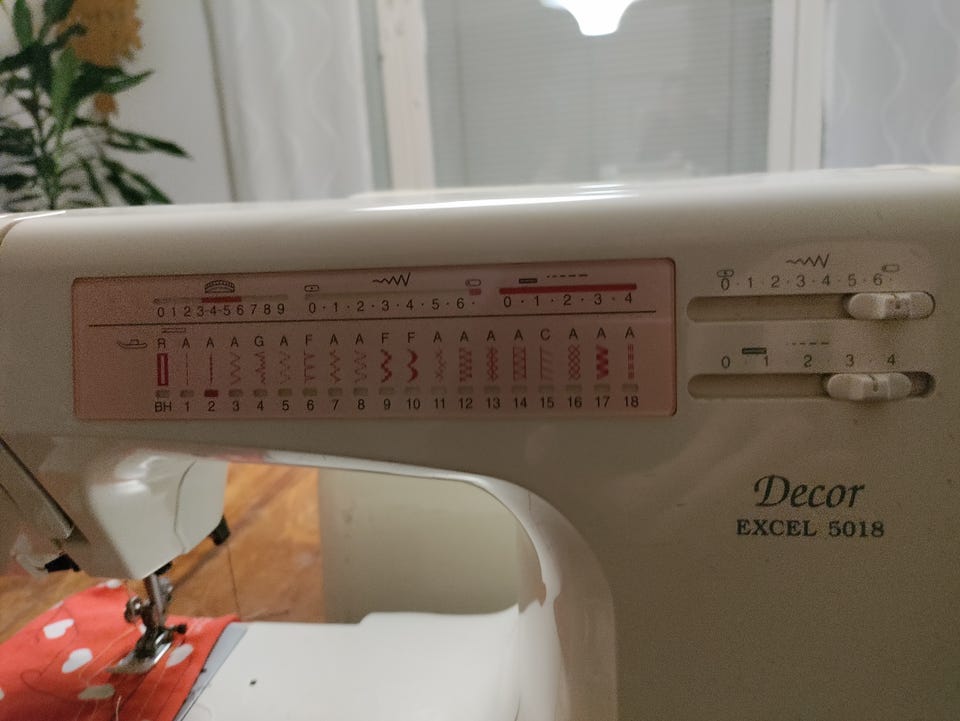 0 1 2 3·4·5 6 7 8 9
0 · 1 · 2 · 3 · 4 · 5 · 6 ·
0 · 1 · 2 · 3 · 4
R A A A G A F A A F F A A A A C A A A
BH 1 2 3 4 5 6 7 8 9 10 11 12 13 14 15 16 17 18
0 · 1 · 2 · 3 · 4 · 5 · 6
0 1 2 3 4
Decor
EXCEL 5018